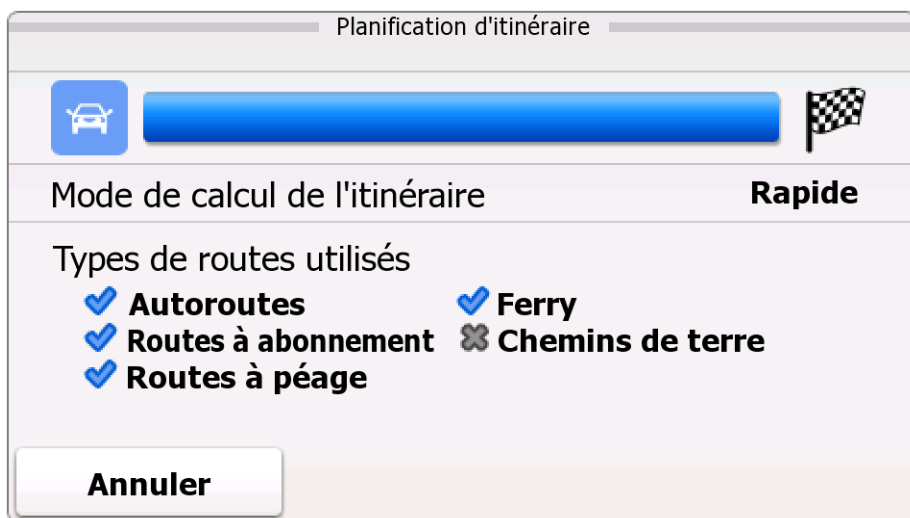 Planification d'itinéraire
Mode de calcul de l'itinéraire Rapide
Types de routes utilisés
Autoroutes Ferry
Routes à abonnement Chemins de terre
Routes à péage
Annuler